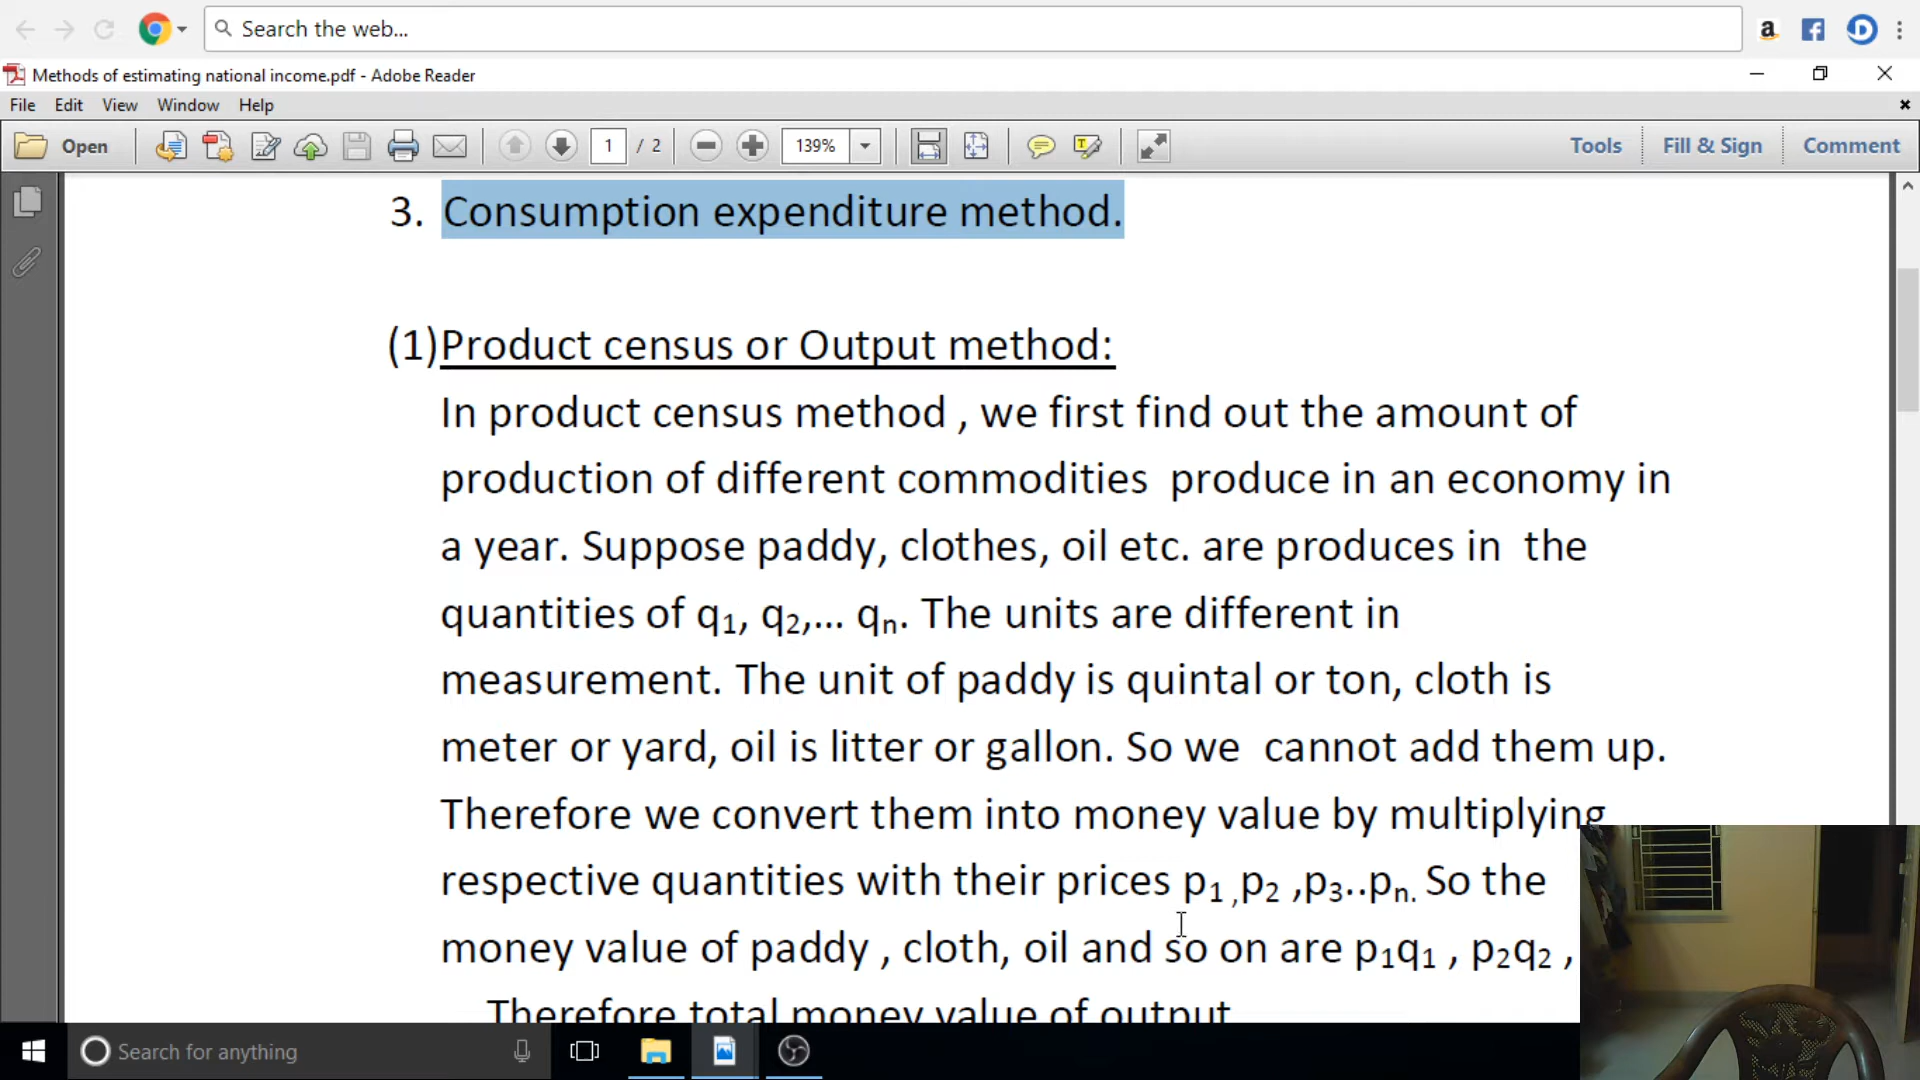 Search the web...
Methods of estimating national income.pdf - Adobe Reader
File Edit View Window Help
Open 1 / 2 139% Tools Fill & Sign Comment
3. Consumption expenditure method.
(1)Product census or Output method:
In product census method , we first find out the amount of
production of different commodities produce in an economy in
a year. Suppose paddy, clothes, oil etc. are produces in the
quantities of q1, q2,... qn. The units are different in
measurement. The unit of paddy is quintal or ton, cloth is
meter or yard, oil is litter or gallon. So we cannot add them up.
Therefore we convert them into money value by multiplying
respective quantities with their prices p1 ,p2 ,p3..pn. So the
money value of paddy , cloth, oil and so on are p1q1 , p2q2 ,
Therefore total money value of output
Search for anything